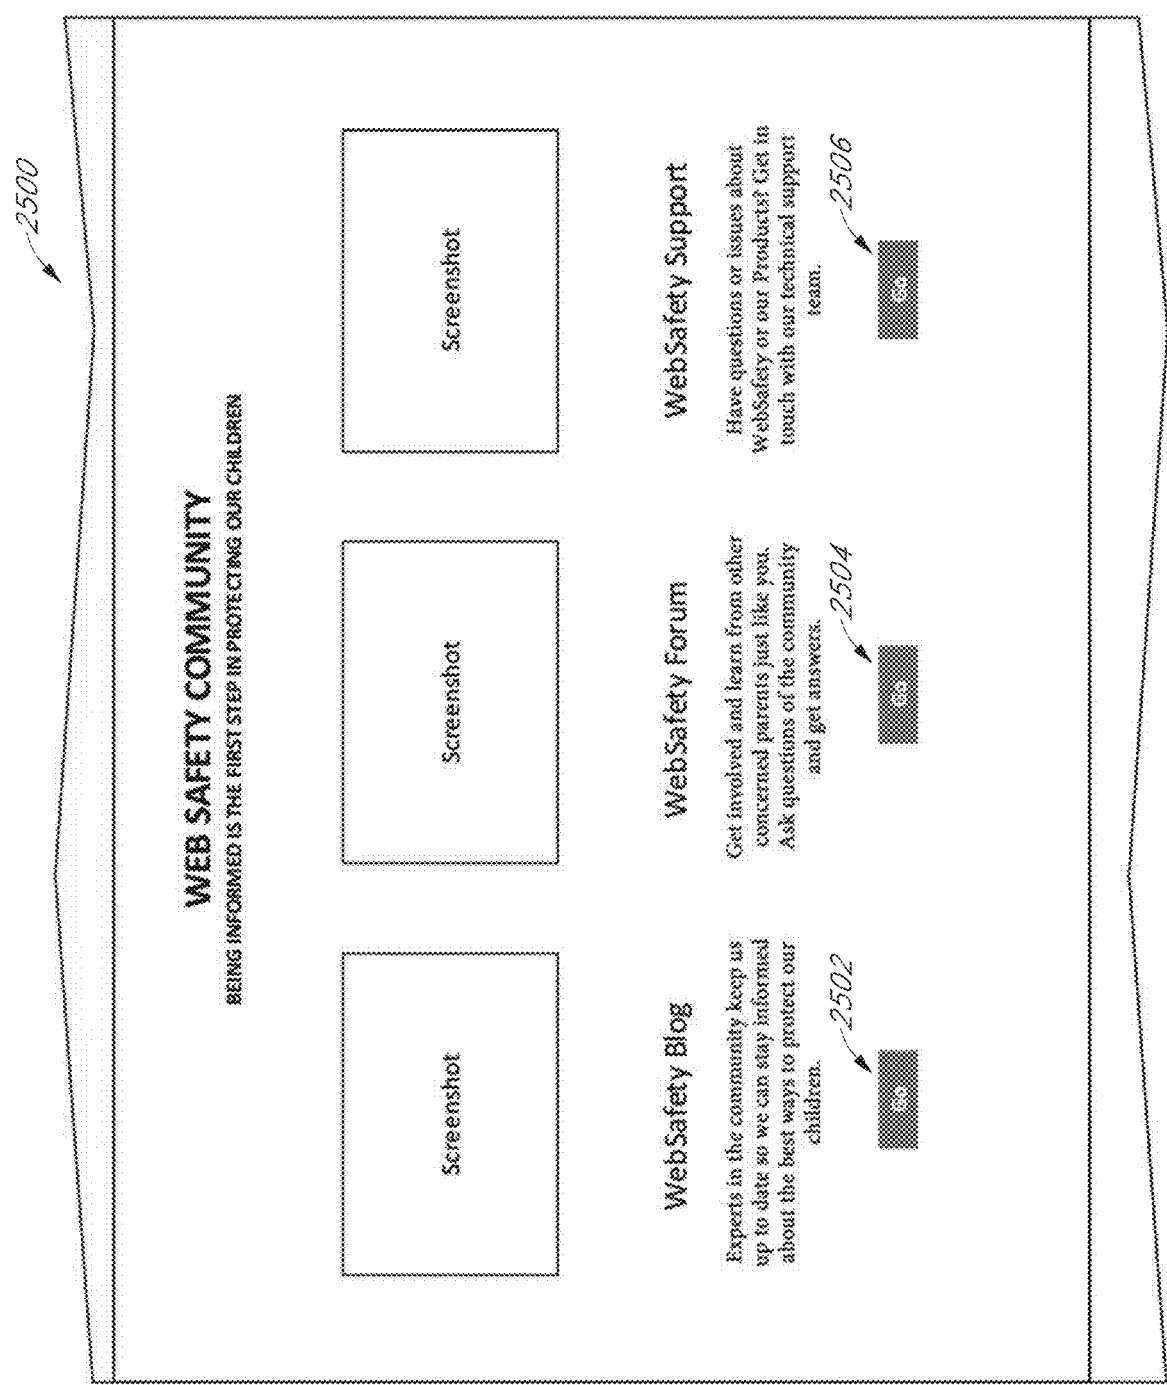 2500
WEB SAFETY COMMUNITY
BEING INFORMED IS THE FIRST STEP IN PROTECTING OUR CHILDREN
Screenshot
WebSafety Blog
Experts in the community keep us
up to date so we can stay informed
about the best ways to protect our
children.
2502
GO
Screenshot
WebSafety Forum
Get involved and learn from other
concerned parents just like you.
Ask questions of the community
and get answers.
2504
GO
Screenshot
WebSafety Support
Have questions or issues about
WebSafety or our Products? Get in
touch with our technical support
team.
2506
GO